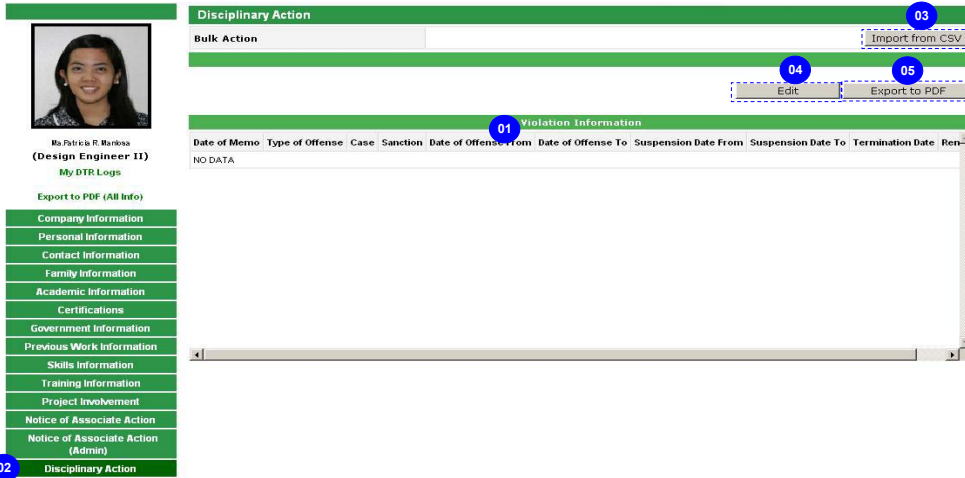 Disciplinary Action
03
Bulk Action
Import from CSV
04
05
Edit
Export to PDF
Violation Information
01
Date of Memo Type of Offense Case Sanction Date of Offense From Date of Offense To Suspension Date From Suspension Date To Termination Date Ren
NO DATA
Ma.Patricia R. Manlosa
(Design Engineer II)
My DTR Logs
Export to PDF (All Info)
Company Information
Personal Information
Contact Information
Family Information
Academic Information
Certifications
Government Information
Previous Work Information
Skills Information
Training Information
Project Involvement
Notice of Associate Action
Notice of Associate Action
(Admin)
02
Disciplinary Action